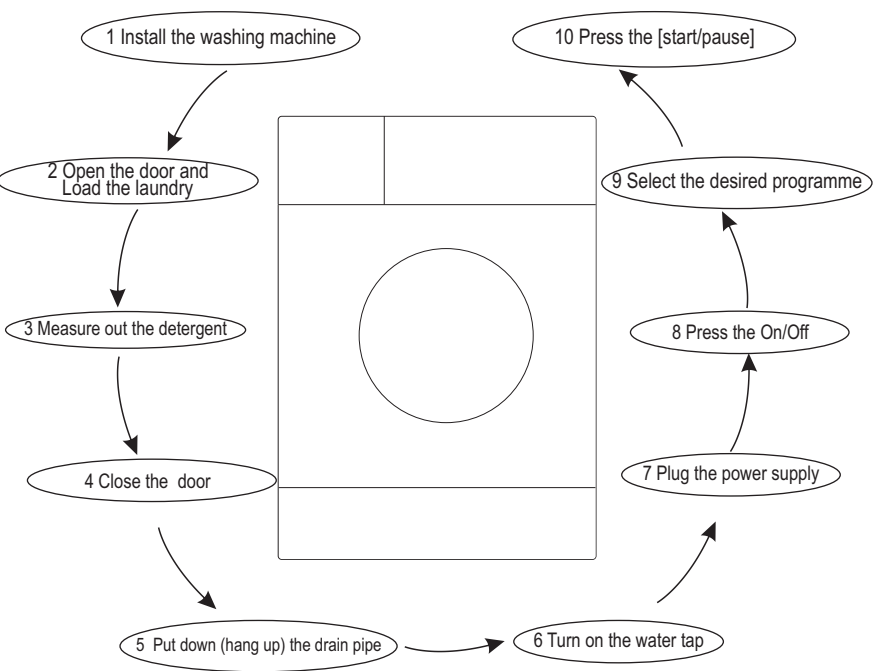 1 Install the washing machine
2 Open the door and
Load the laundry
3 Measure out the detergent
4 Close the door
5 Put down (hang up) the drain pipe
6 Turn on the water tap
7 Plug the power supply
8 Press the On/Off
9 Select the desired programme
10 Press the [start/pause]